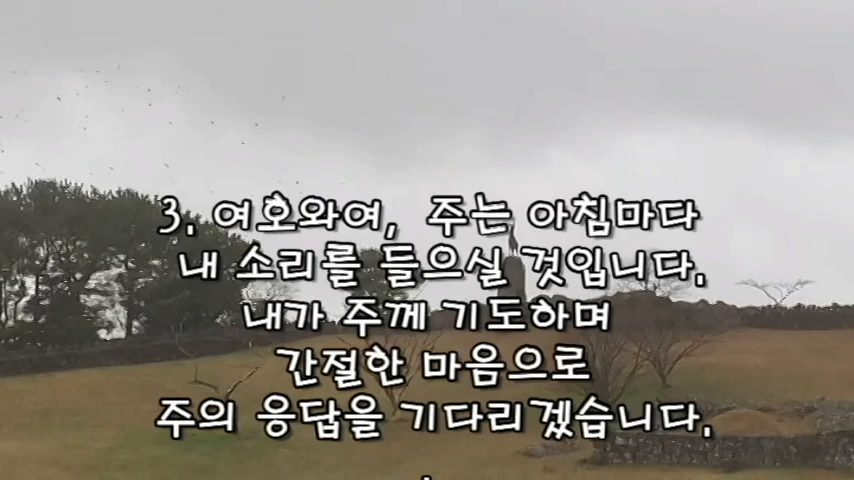 3. 여호와여, 주는 아침마다
내 소리를 들으실 것입니다.
내가 주께 기도하며
간절한 마음으로
주의 응답을 기다리겠습니다.